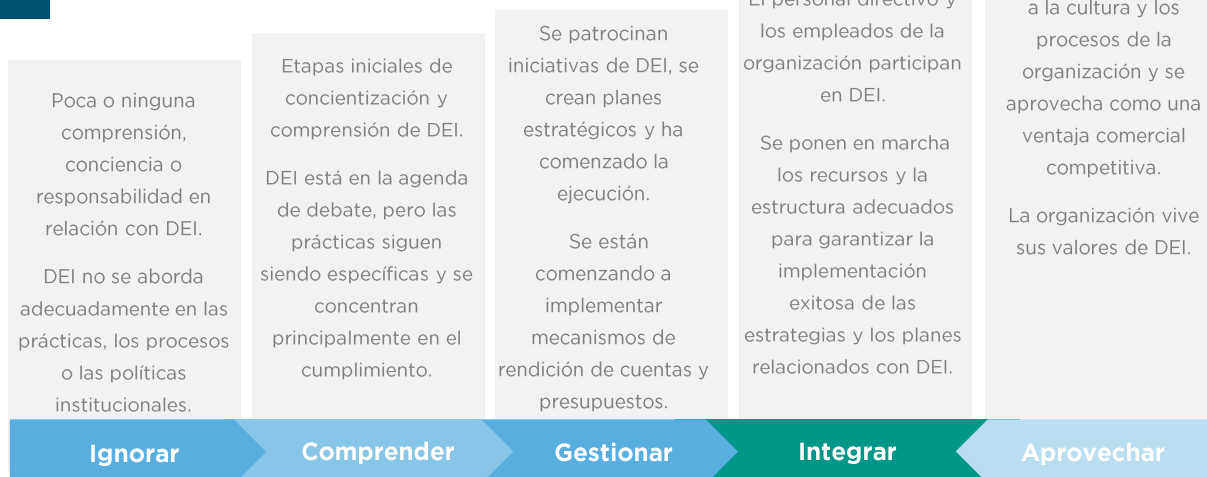 Poca o ninguna
comprensión,
conciencia o
responsabilidad en
relación con DEI.
DEI no se aborda
adecuadamente en las
prácticas, los procesos
o las políticas
institucionales.
Ignorar
Etapas iniciales de
concientización y
comprensión de DEI.
DEI está en la agenda
de debate, pero las
prácticas siguen
siendo específicas y se
concentran
principalmente en el
cumplimiento.
Comprender
Se patrocinan
iniciativas de DEI, se
crean planes
estratégicos y ha
comenzado la
ejecución.
Se están
comenzando a
implementar
mecanismos de
rendición de cuentas y
presupuestos.
Gestionar
El personal directivo y
los empleados de la
organización participan
en DEI.
Se ponen en marcha
los recursos y la
estructura adecuados
para garantizar la
implementación
exitosa de las
estrategias y los planes
relacionados con DEI.
Integrar
a la cultura y los
procesos de la
organización y se
aprovecha como una
ventaja comercial
competitiva.
La organización vive
sus valores de DEI.
Aprovechar